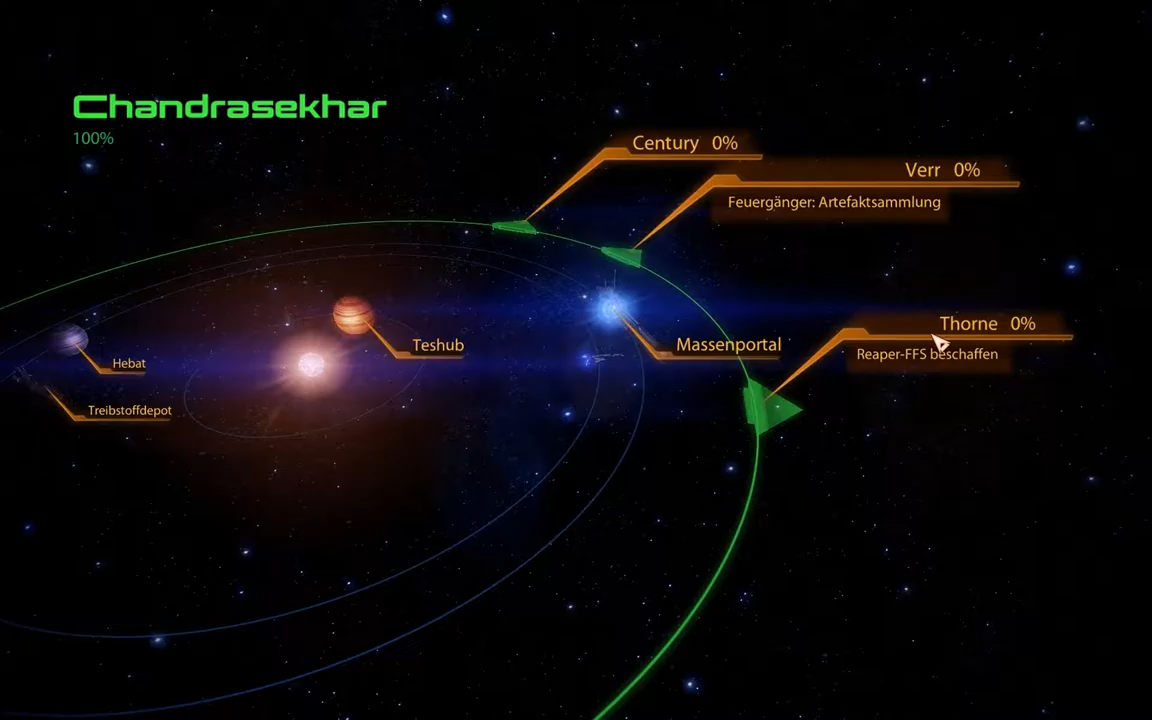 Chandrasekhar
100%
Century 0%
Verr 0%
Feuergänger: Artefaktsammlung
Thorne 0%
Reaper-FFS beschaffen
Teshub
Massenportal
Hebat
Treibstoffdepot